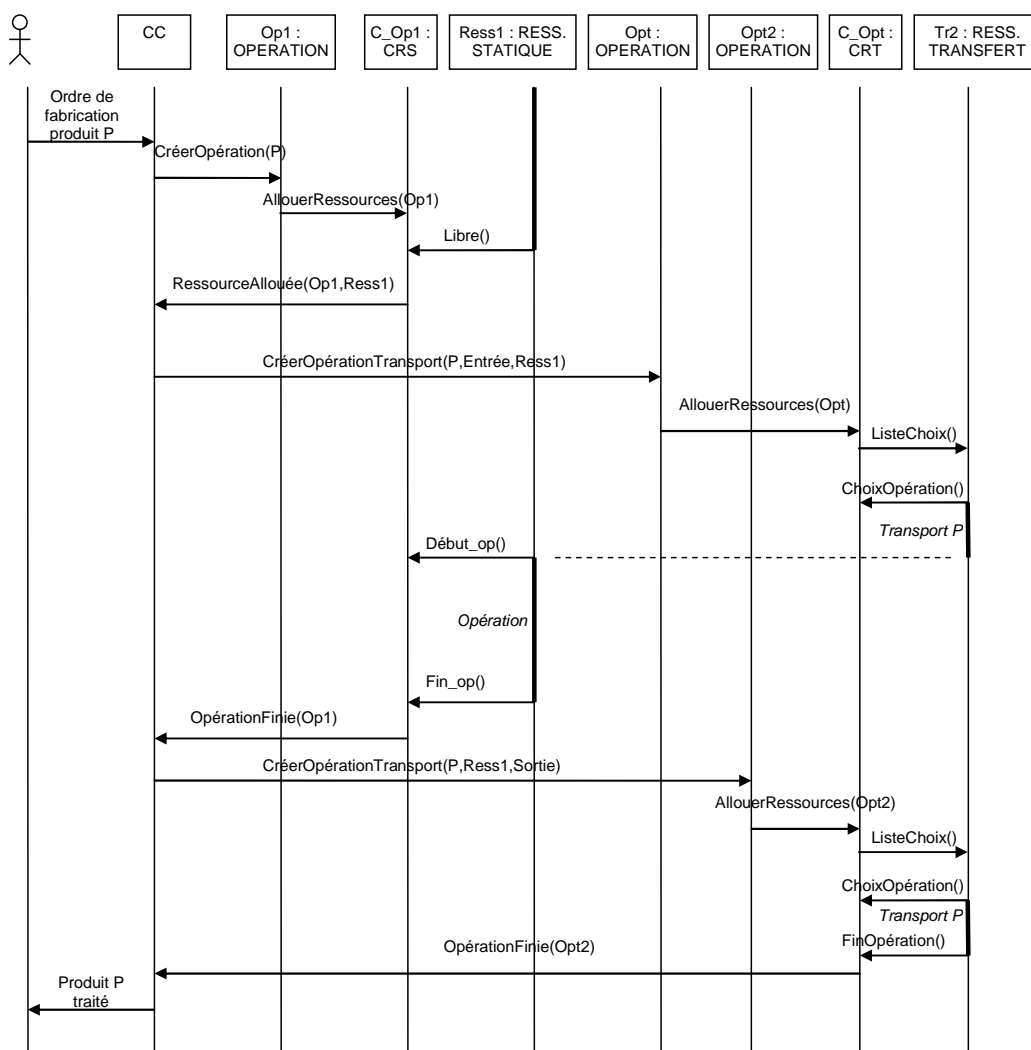 CC
Op1 :
OPERATION
C_Op1 :
CRS
Ress1 : RESS.
STATIQUE
Opt :
OPERATION
Opt2 :
OPERATION
C_Opt :
CRT
Tr2 : RESS.
TRANSFERT
Ordre de
fabrication
produit P
CréerOpération(P)
AllouerRessources(Op1)
Libre()
RessourceAllouée(Op1,Ress1)
CréerOpérationTransport(P,Entrée,Ress1)
AllouerRessources(Opt)
ListeChoix()
ChoixOpération()
Transport P
Début_op()
Opération
Fin_op()
OpérationFinie(Op1)
CréerOpérationTransport(P,Ress1,Sortie)
AllouerRessources(Opt2)
ListeChoix()
ChoixOpération()
Transport P
FinOpération()
OpérationFinie(Opt2)
Produit P
traité